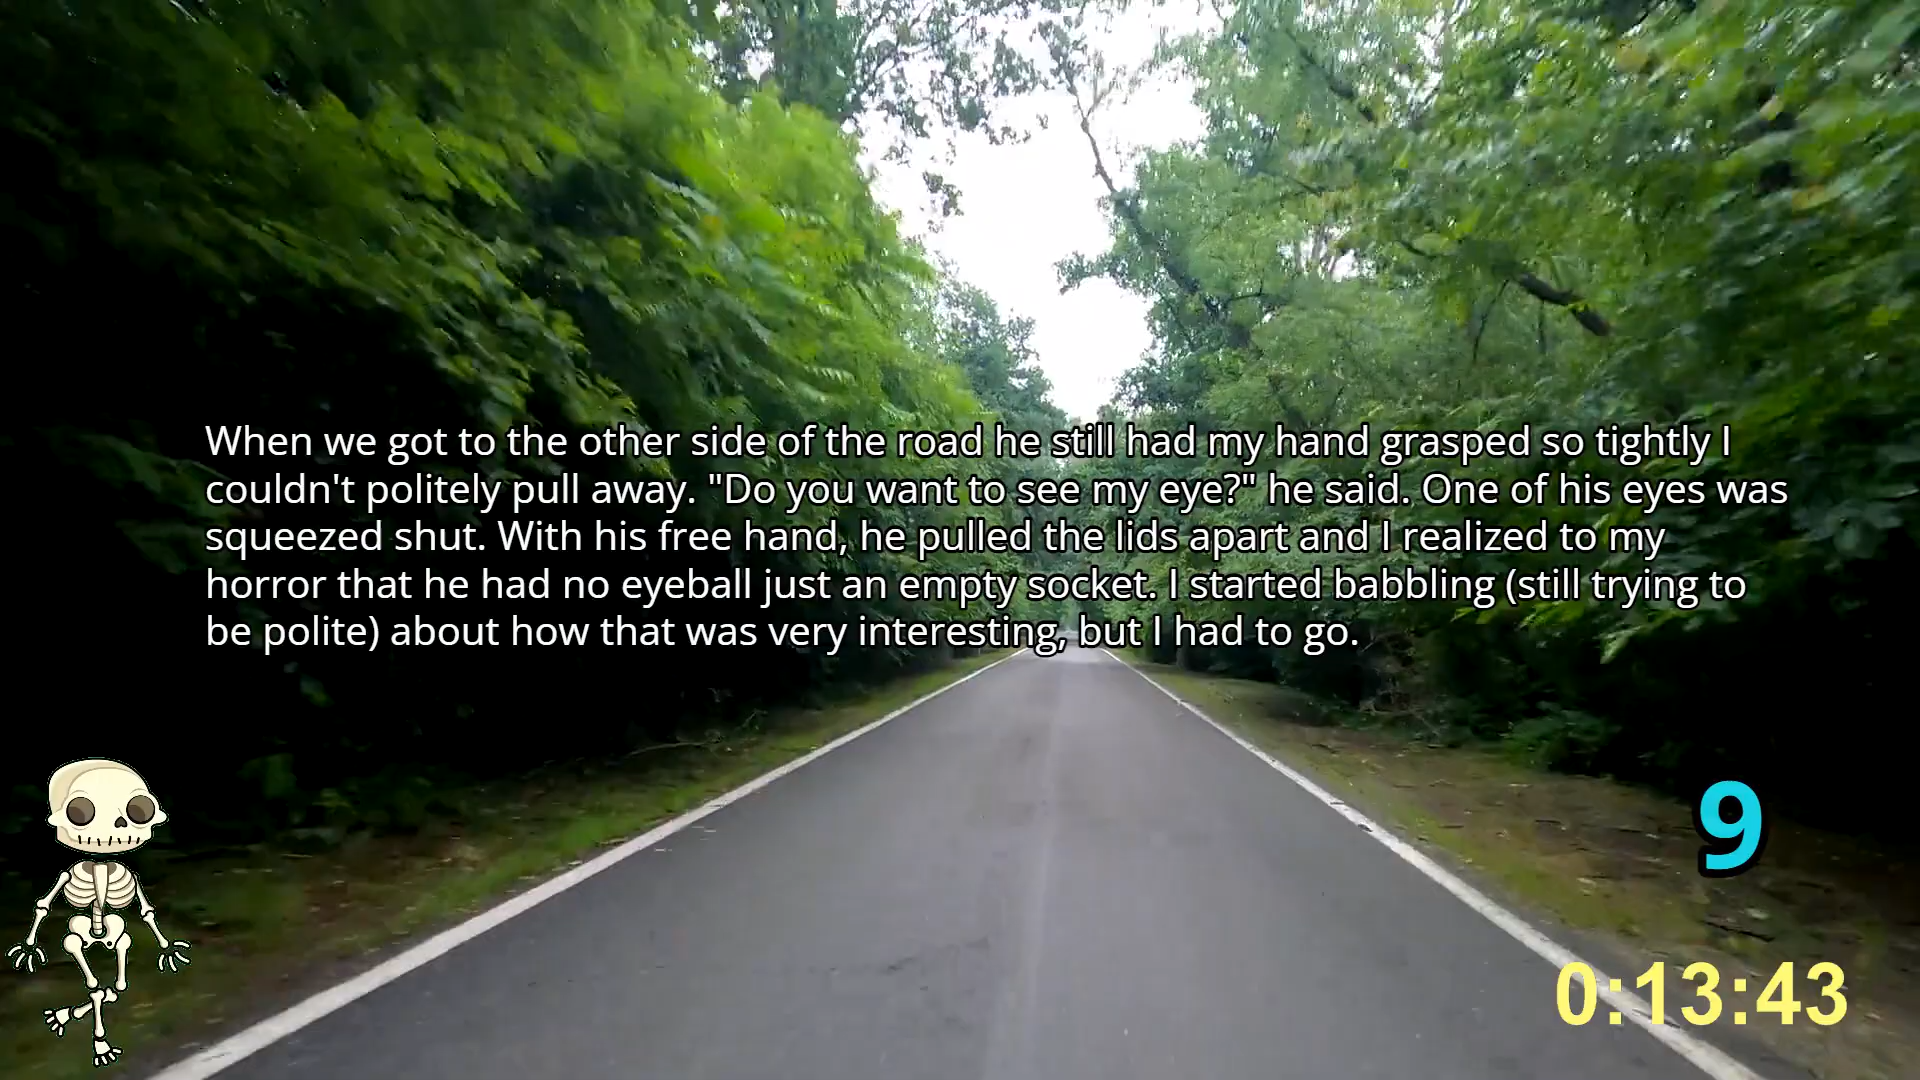 When we got to the other side of the road he still had my hand grasped so tightly I
couldn't politely pull away. "Do you want to see my eye?" he said. One of his eyes was
squeezed shut. With his free hand, he pulled the lids apart and I realized to my
horror that he had no eyeball just an empty socket. I started babbling (still trying to
be polite) about how that was very interesting, but I had to go.
9
0:13:43